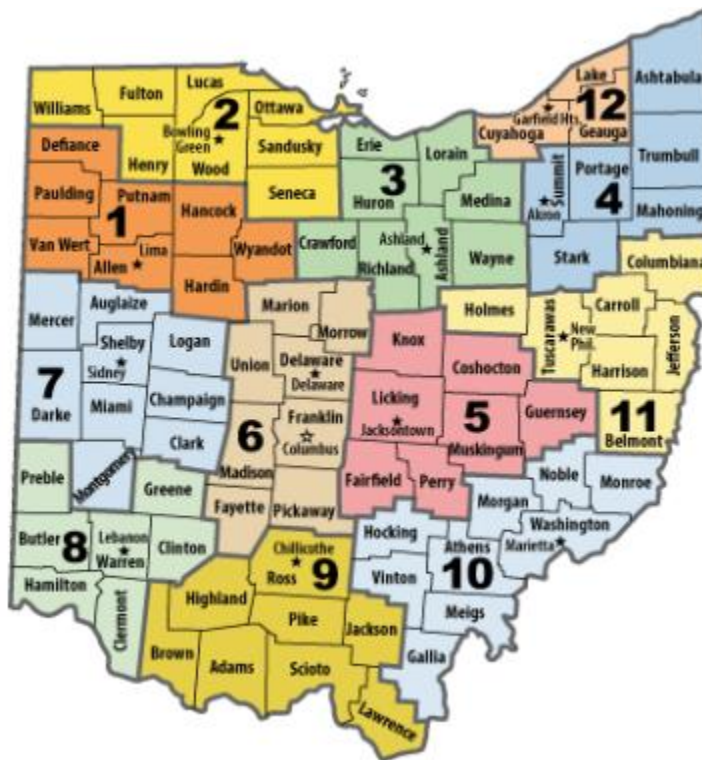 Williams
Fulton
Lucas
Ottawa
2
Bowling
Green
Henry
Wood
Sandusky
Seneca
Defiance
Paulding
Putnam
1
Van Wert
Allen
Lima
Hancock
Wyandot
Hardin
Erie
Lorain
3
Huron
Medina
Crawford
Richland
Ashland
Ashland
Wayne
Lake
12
Garfield Hts.
Cuyahoga
Geauga
Ashtabula
Summit
Akron
Portage
4
Trumbull
Mahoning
Stark
Mercer
Auglaize
Shelby
Sidney
Logan
7
Darke
Miami
Champaign
Clark
Montgomery
Marion
Morrow
Union
Delaware
Delaware
Franklin
Columbus
6
Madison
Fayette
Pickaway
Knox
Coshocton
Licking
Jacksontown
5
Muskingum
Guernsey
Fairfield
Perry
Holmes
Tuscarawas
New
Phil.
Carroll
Columbiana
Harrison
Jefferson
11
Belmont
Preble
Greene
Butler
8
Lebanon
Warren
Clinton
Hamilton
Clermont
Chillicothe
Ross
9
Highland
Pike
Jackson
Brown
Adams
Scioto
Lawrence
Hocking
Athens
10
Vinton
Meigs
Gallia
Morgan
Noble
Monroe
Washington
Marietta